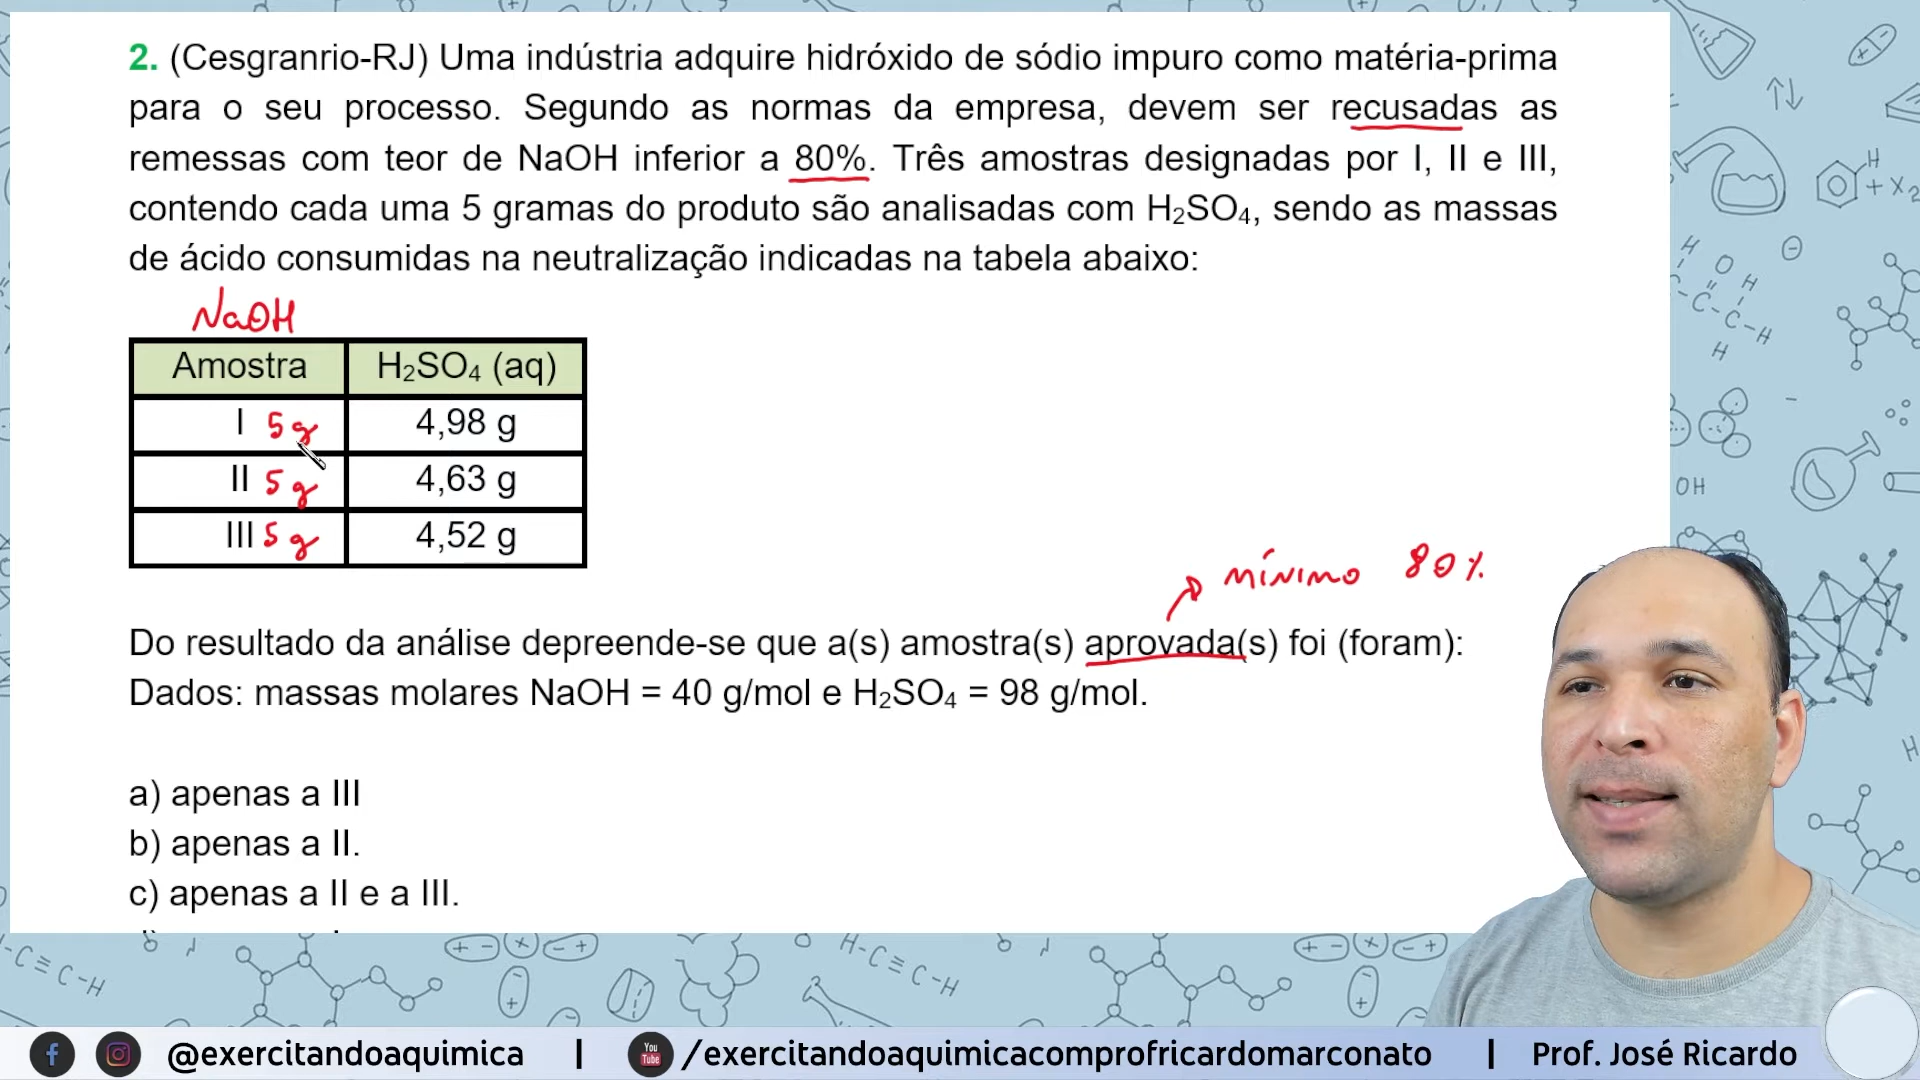 2. (Cesgranrio-RJ) Uma indústria adquire hidróxido de sódio impuro como matéria-prima
para o seu processo. Segundo as normas da empresa, devem ser recusadas as
remessas com teor de NaOH inferior a 80%. Três amostras designadas por I, II e III,
contendo cada uma 5 gramas do produto são analisadas com H₂SO₄, sendo as massas
de ácido consumidas na neutralização indicadas na tabela abaixo:
NaOH
Amostra H₂SO₄ (aq)
I 5g 4,98 g
II 5g 4,63 g
III 5g 4,52 g
mínimo 80%
Do resultado da análise depreende-se que a(s) amostra(s) aprovada(s) foi (foram):
Dados: massas molares NaOH = 40 g/mol e H₂SO₄ = 98 g/mol.
a) apenas a III
b) apenas a II.
c) apenas a II e a III.
@exercitandoaquimica | You Tube /exercitandoaquimicacomprofricardomarconato | Prof. José Ricardo